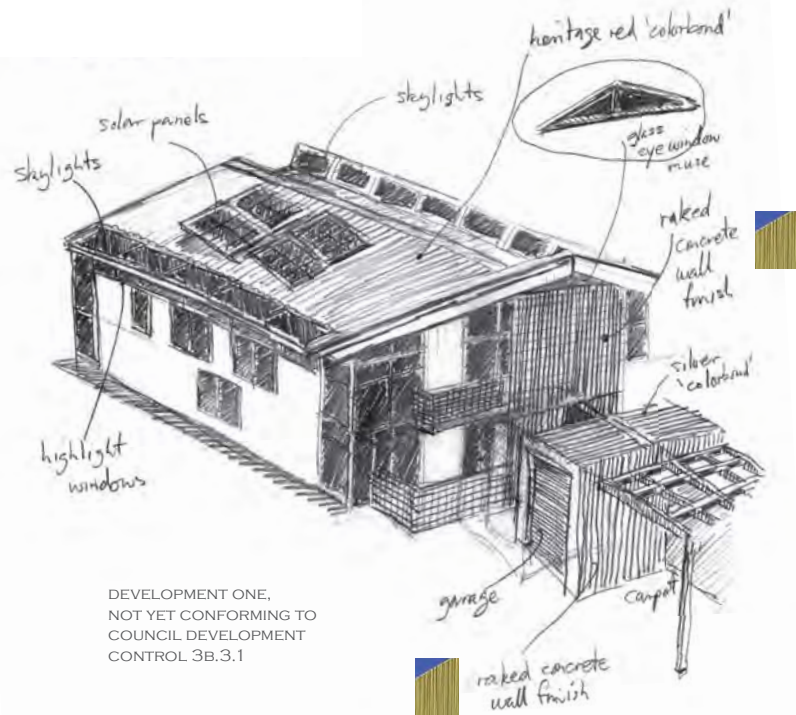 heritage red 'colorbond'
skylights
solar panels
skylights
glass
eye window
raked
concrete
wall
finish
silver
'colorbond'
highlight
windows
garage
carport
raked concrete
wall finish
DEVELOPMENT ONE,
NOT YET CONFORMING TO
COUNCIL DEVELOPMENT
CONTROL 3B.3.1